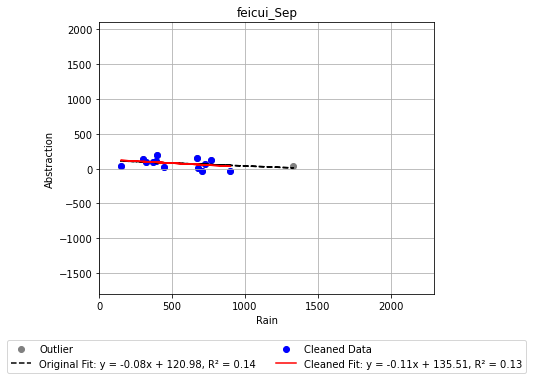 feicui_Sep
2000
1500
1000
500
0
−500
−1000
−1500
Abstraction
0 500 1000 1500 2000
Rain
Outlier Cleaned Data
Original Fit: y = -0.08x + 120.98, R² = 0.14 Cleaned Fit: y = -0.11x + 135.51, R² = 0.13